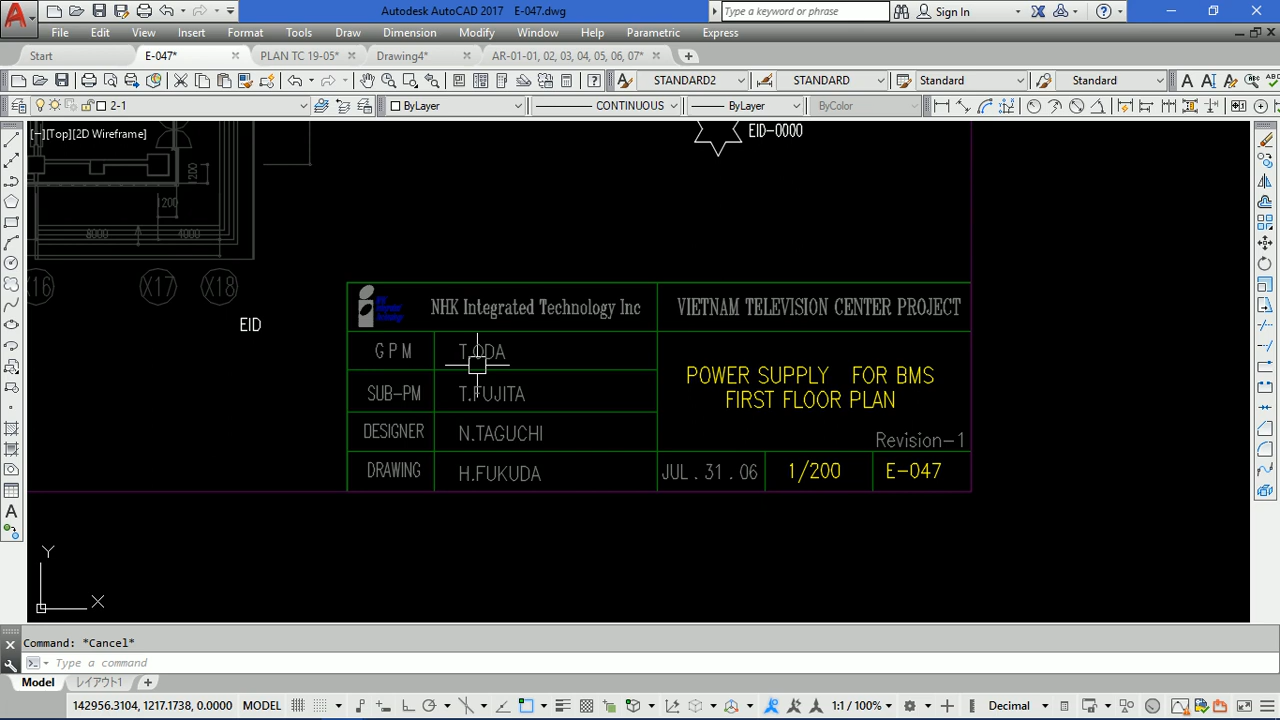 Autodesk AutoCAD 2017 E-047.dwg
Type a keyword or phrase
Sign In
File Edit View Insert Format Tools Draw Dimension Modify Window Help Parametric Express
Start E-047* PLAN TC 19-05* Drawing4* AR-01-01, 02, 03, 04, 05, 06, 07*
STANDARD2 STANDARD Standard Standard
2-1 ByLayer CONTINUOUS ByLayer ByColor
[−][Top][2D Wireframe]
EID-0000
1200
1200
8000 4000
X16 X17 X18
EID
NHK Integrated Technology Inc VIETNAM TELEVISION CENTER PROJECT
NHK Integrated Technology
G P M T.ODA
SUB-PM T.FUJITA
DESIGNER N.TAGUCHI
DRAWING H.FUKUDA
POWER SUPPLY FOR BMS
FIRST FLOOR PLAN
Revision-1
JUL . 31 . 06 1/200 E-047
Y
X
Command: *Cancel*
Type a command
Model レイアウト1
142956.3104, 1217.1738, 0.0000 MODEL 1:1 / 100% Decimal